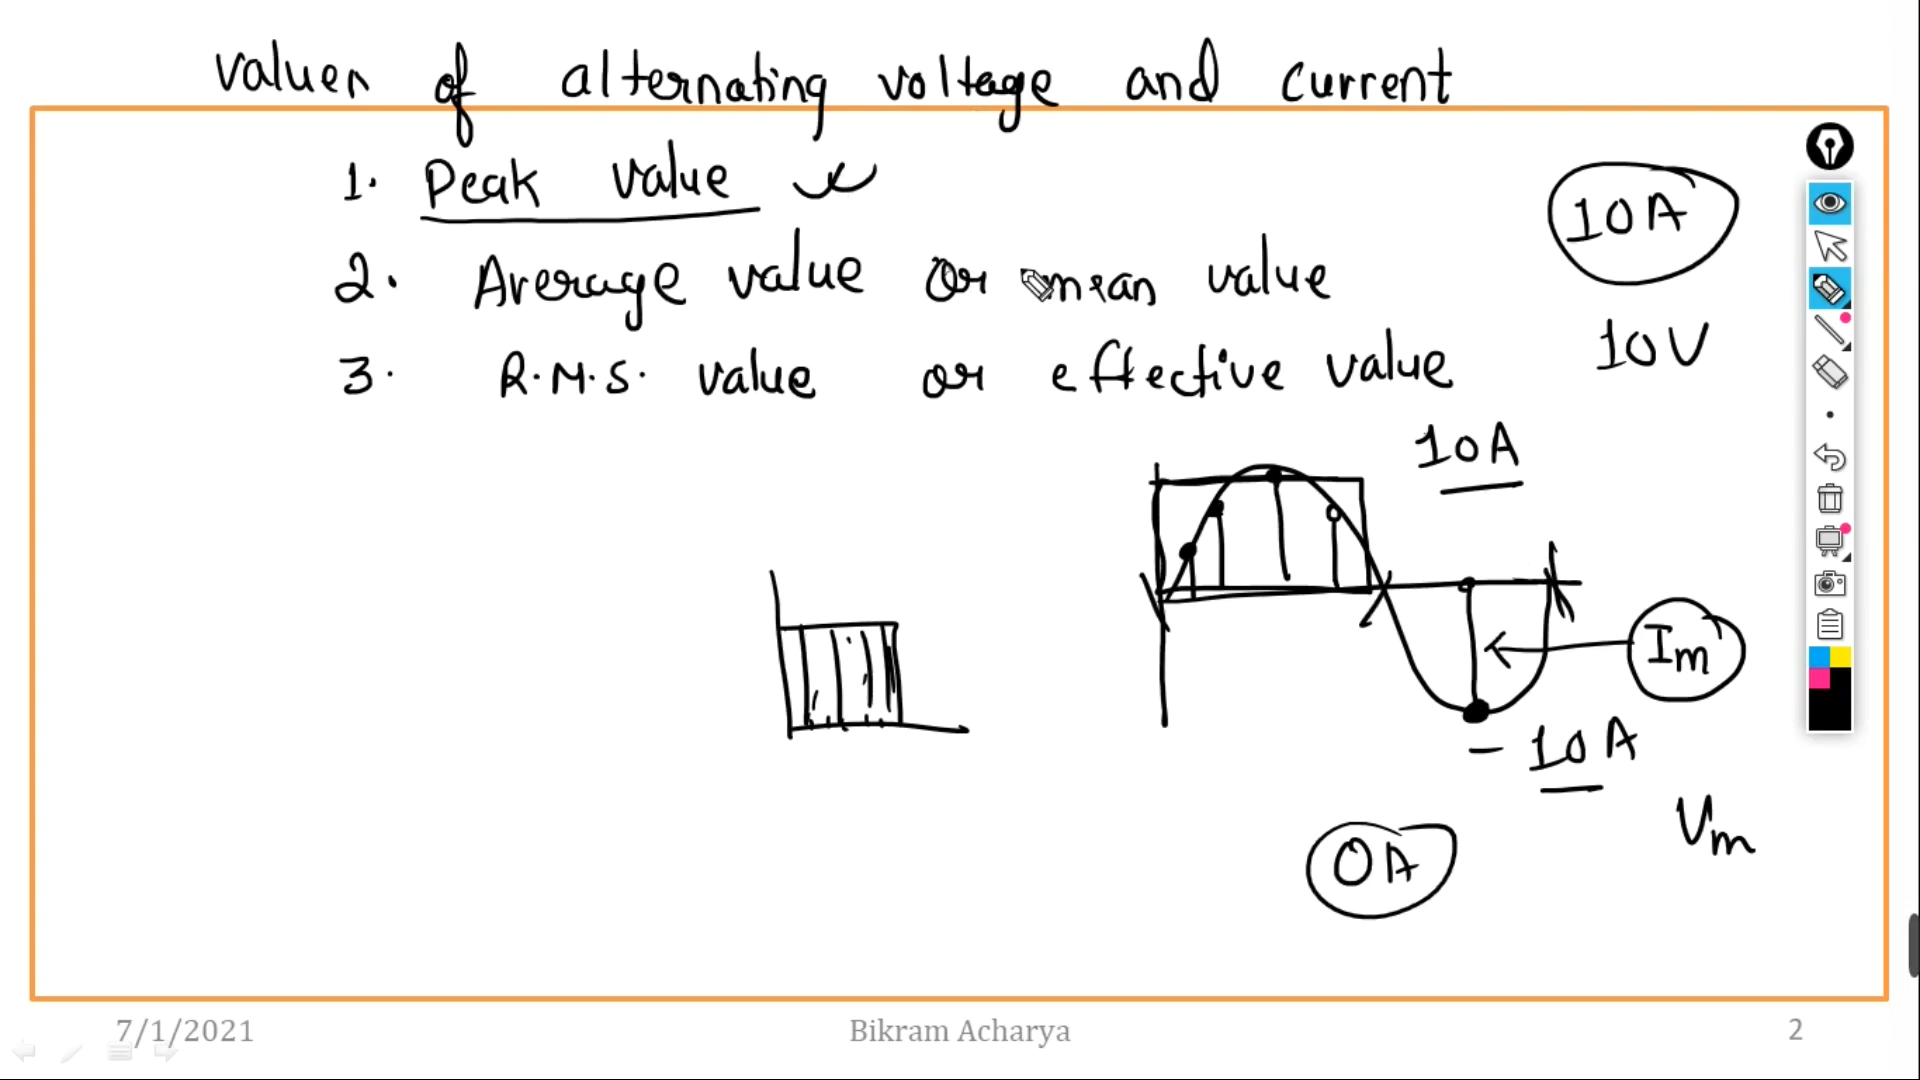 values of alternating voltage and current
1. Peak value
2. Average value or mean value
3. R.M.S. value or effective value
10A
10V
10A
Im
- 10A
Vm
0A
7/1/2021
Bikram Acharya
2